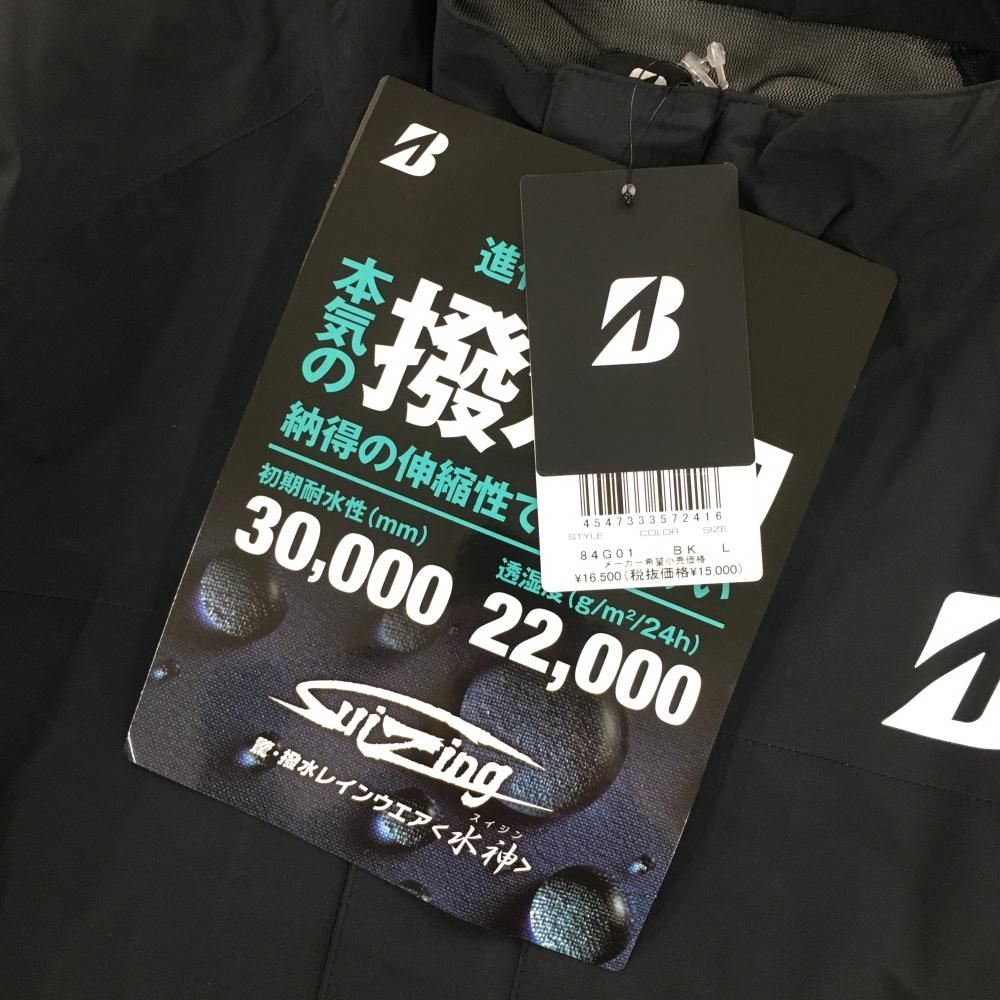 本気の
撥
納得の伸縮性で
い
初期耐水性(mm)
30,000
透湿度(g/m²/24h)
22,000
SuiZing
驚・撥水レインウエア<水神>
スイジン
4547333572416
STYLE COLOR SIZE
84G01 BK L
メーカー希望小売価格
¥16.500(税抜価格¥15.000)